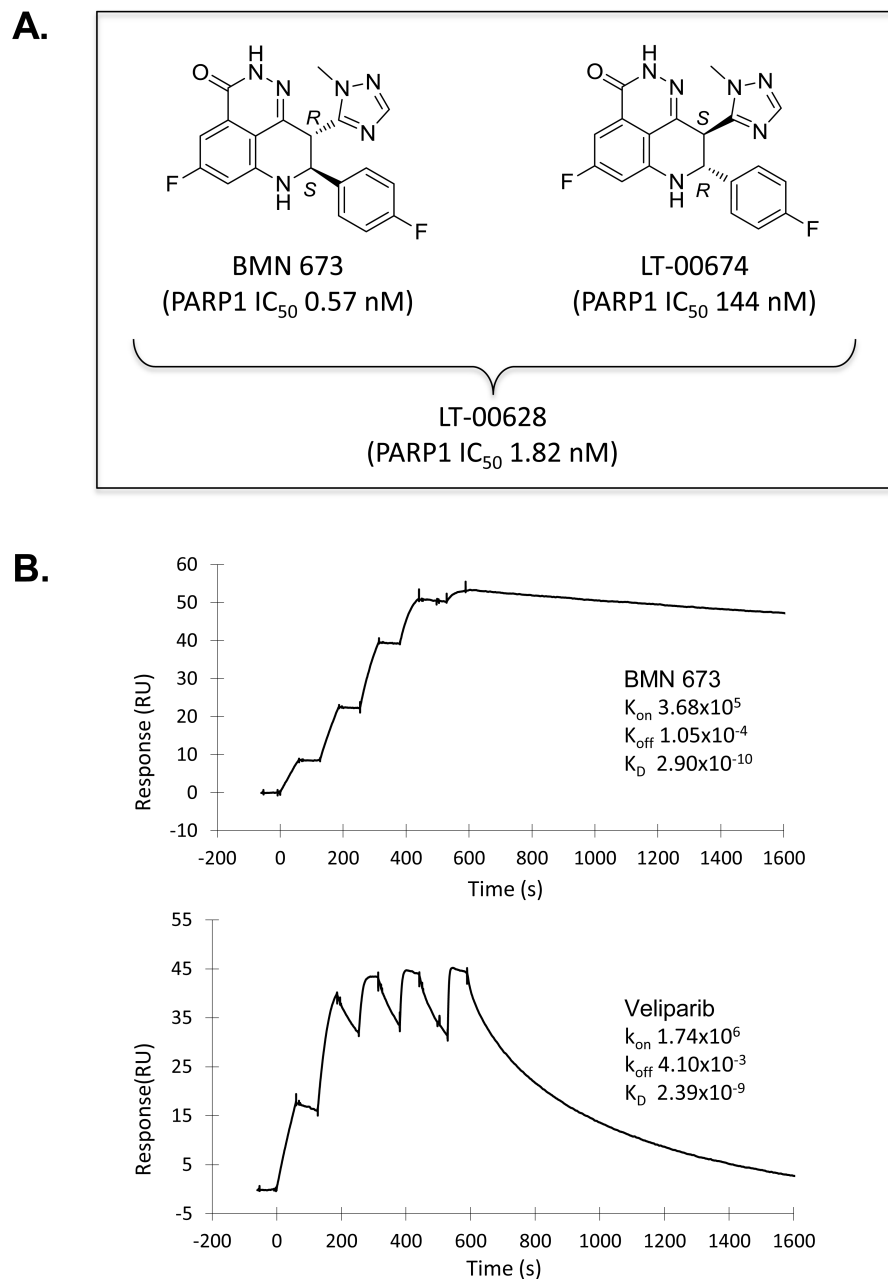 A.
O
H
N
N
N
N
N
R
S
F
N
H
F
BMN 673
(PARP1 IC₅₀ 0.57 nM)
O
H
N
N
N
N
N
S
R
F
N
H
F
LT-00674
(PARP1 IC₅₀ 144 nM)
LT-00628
(PARP1 IC₅₀ 1.82 nM)
B.
Response (RU)
60
50
40
30
20
10
0
-10
-200 0 200 400 600 800 1000 1200 1400 1600
Time (s)
BMN 673
Kon 3.68x10⁵
Koff 1.05x10⁻⁴
KD 2.90x10⁻¹⁰
Response(RU)
55
45
35
25
15
5
-5
-200 0 200 400 600 800 1000 1200 1400 1600
Time (s)
Veliparib
kon 1.74x10⁶
koff 4.10x10⁻³
KD 2.39x10⁻⁹